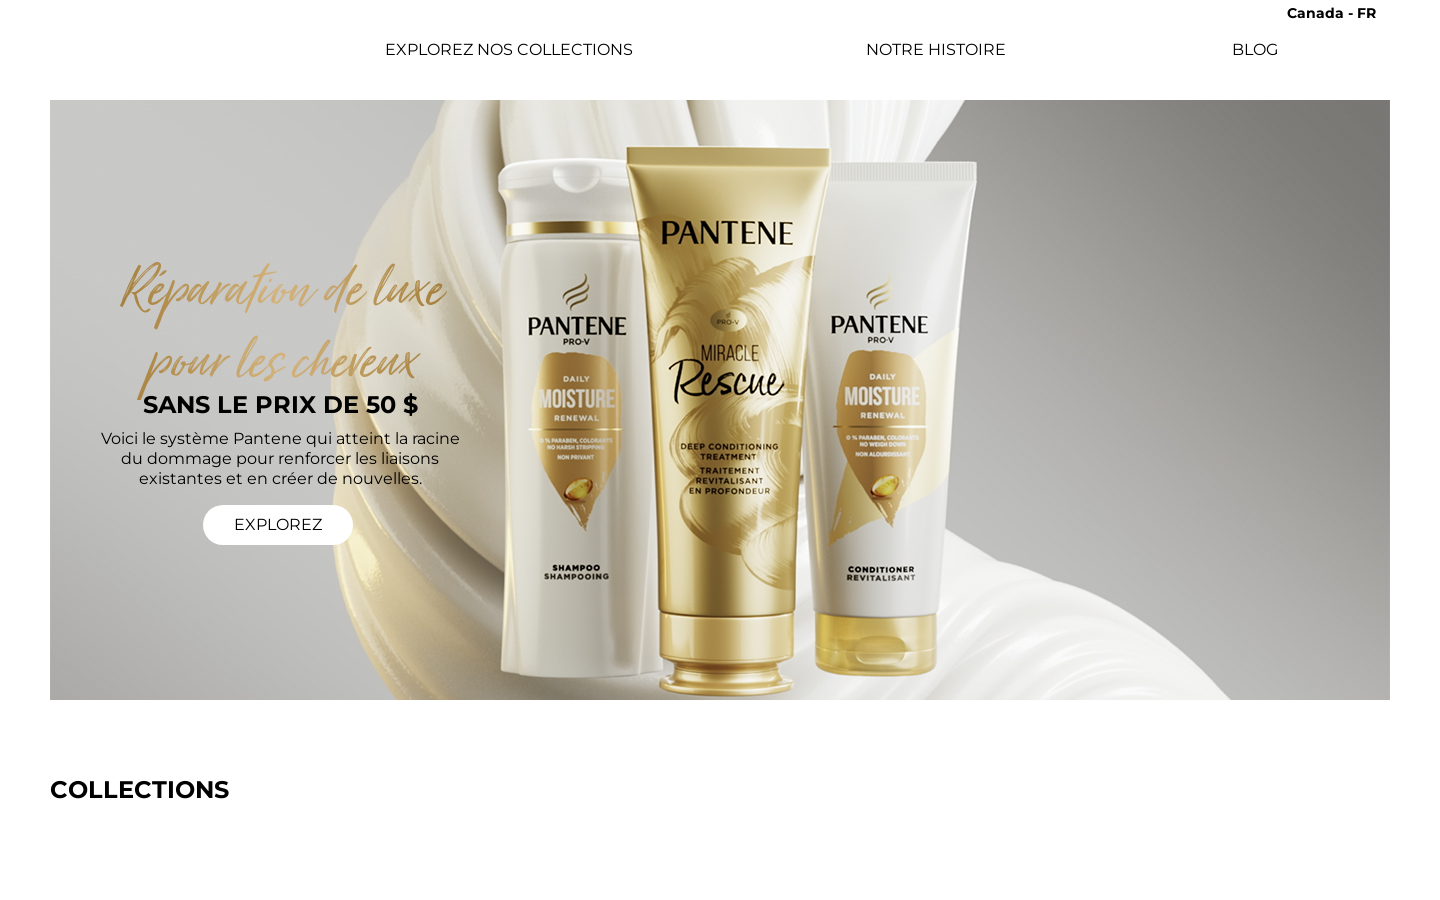 Canada - FR
EXPLOREZ NOS COLLECTIONS
NOTRE HISTOIRE
BLOG
Réparation de luxe
pour les cheveux
SANS LE PRIX DE 50 $
Voici le système Pantene qui atteint la racine
du dommage pour renforcer les liaisons
existantes et en créer de nouvelles.
EXPLOREZ
PANTENE
PRO-V
DAILY
MOISTURE
RENEWAL
0 % PARABEN, COLORANTS
NO HARSH STRIPPING
NON PRIVANT
SHAMPOO
SHAMPOOING
PANTENE
PRO-V
MIRACLE
Rescue
DEEP CONDITIONING
TREATMENT
TRAITEMENT
REVITALISANT
EN PROFONDEUR
PANTENE
PRO-V
DAILY
MOISTURE
RENEWAL
0 % PARABEN, COLORANTS
NO WEIGH DOWN
NON ALOURDISSANT
CONDITIONER
REVITALISANT
COLLECTIONS